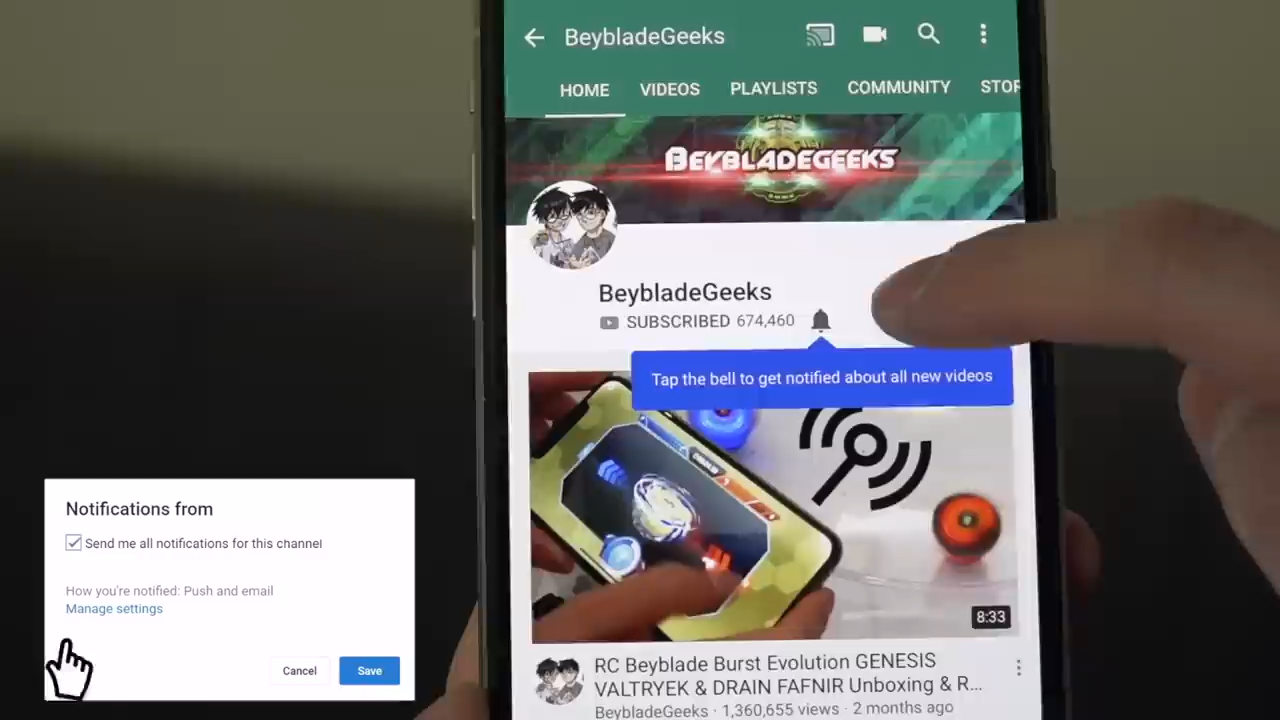 BeybladeGeeks
HOME VIDEOS PLAYLISTS COMMUNITY STOR
BEYBLADEGEEKS
BeybladeGeeks
SUBSCRIBED 674,460
Tap the bell to get notified about all new videos
8:33
RC Beyblade Burst Evolution GENESIS
VALTRYEK & DRAIN FAFNIR Unboxing & R...
BeybladeGeeks · 1,360,655 views · 2 months ago
Notifications from
Send me all notifications for this channel
How you're notified: Push and email
Manage settings
Cancel Save